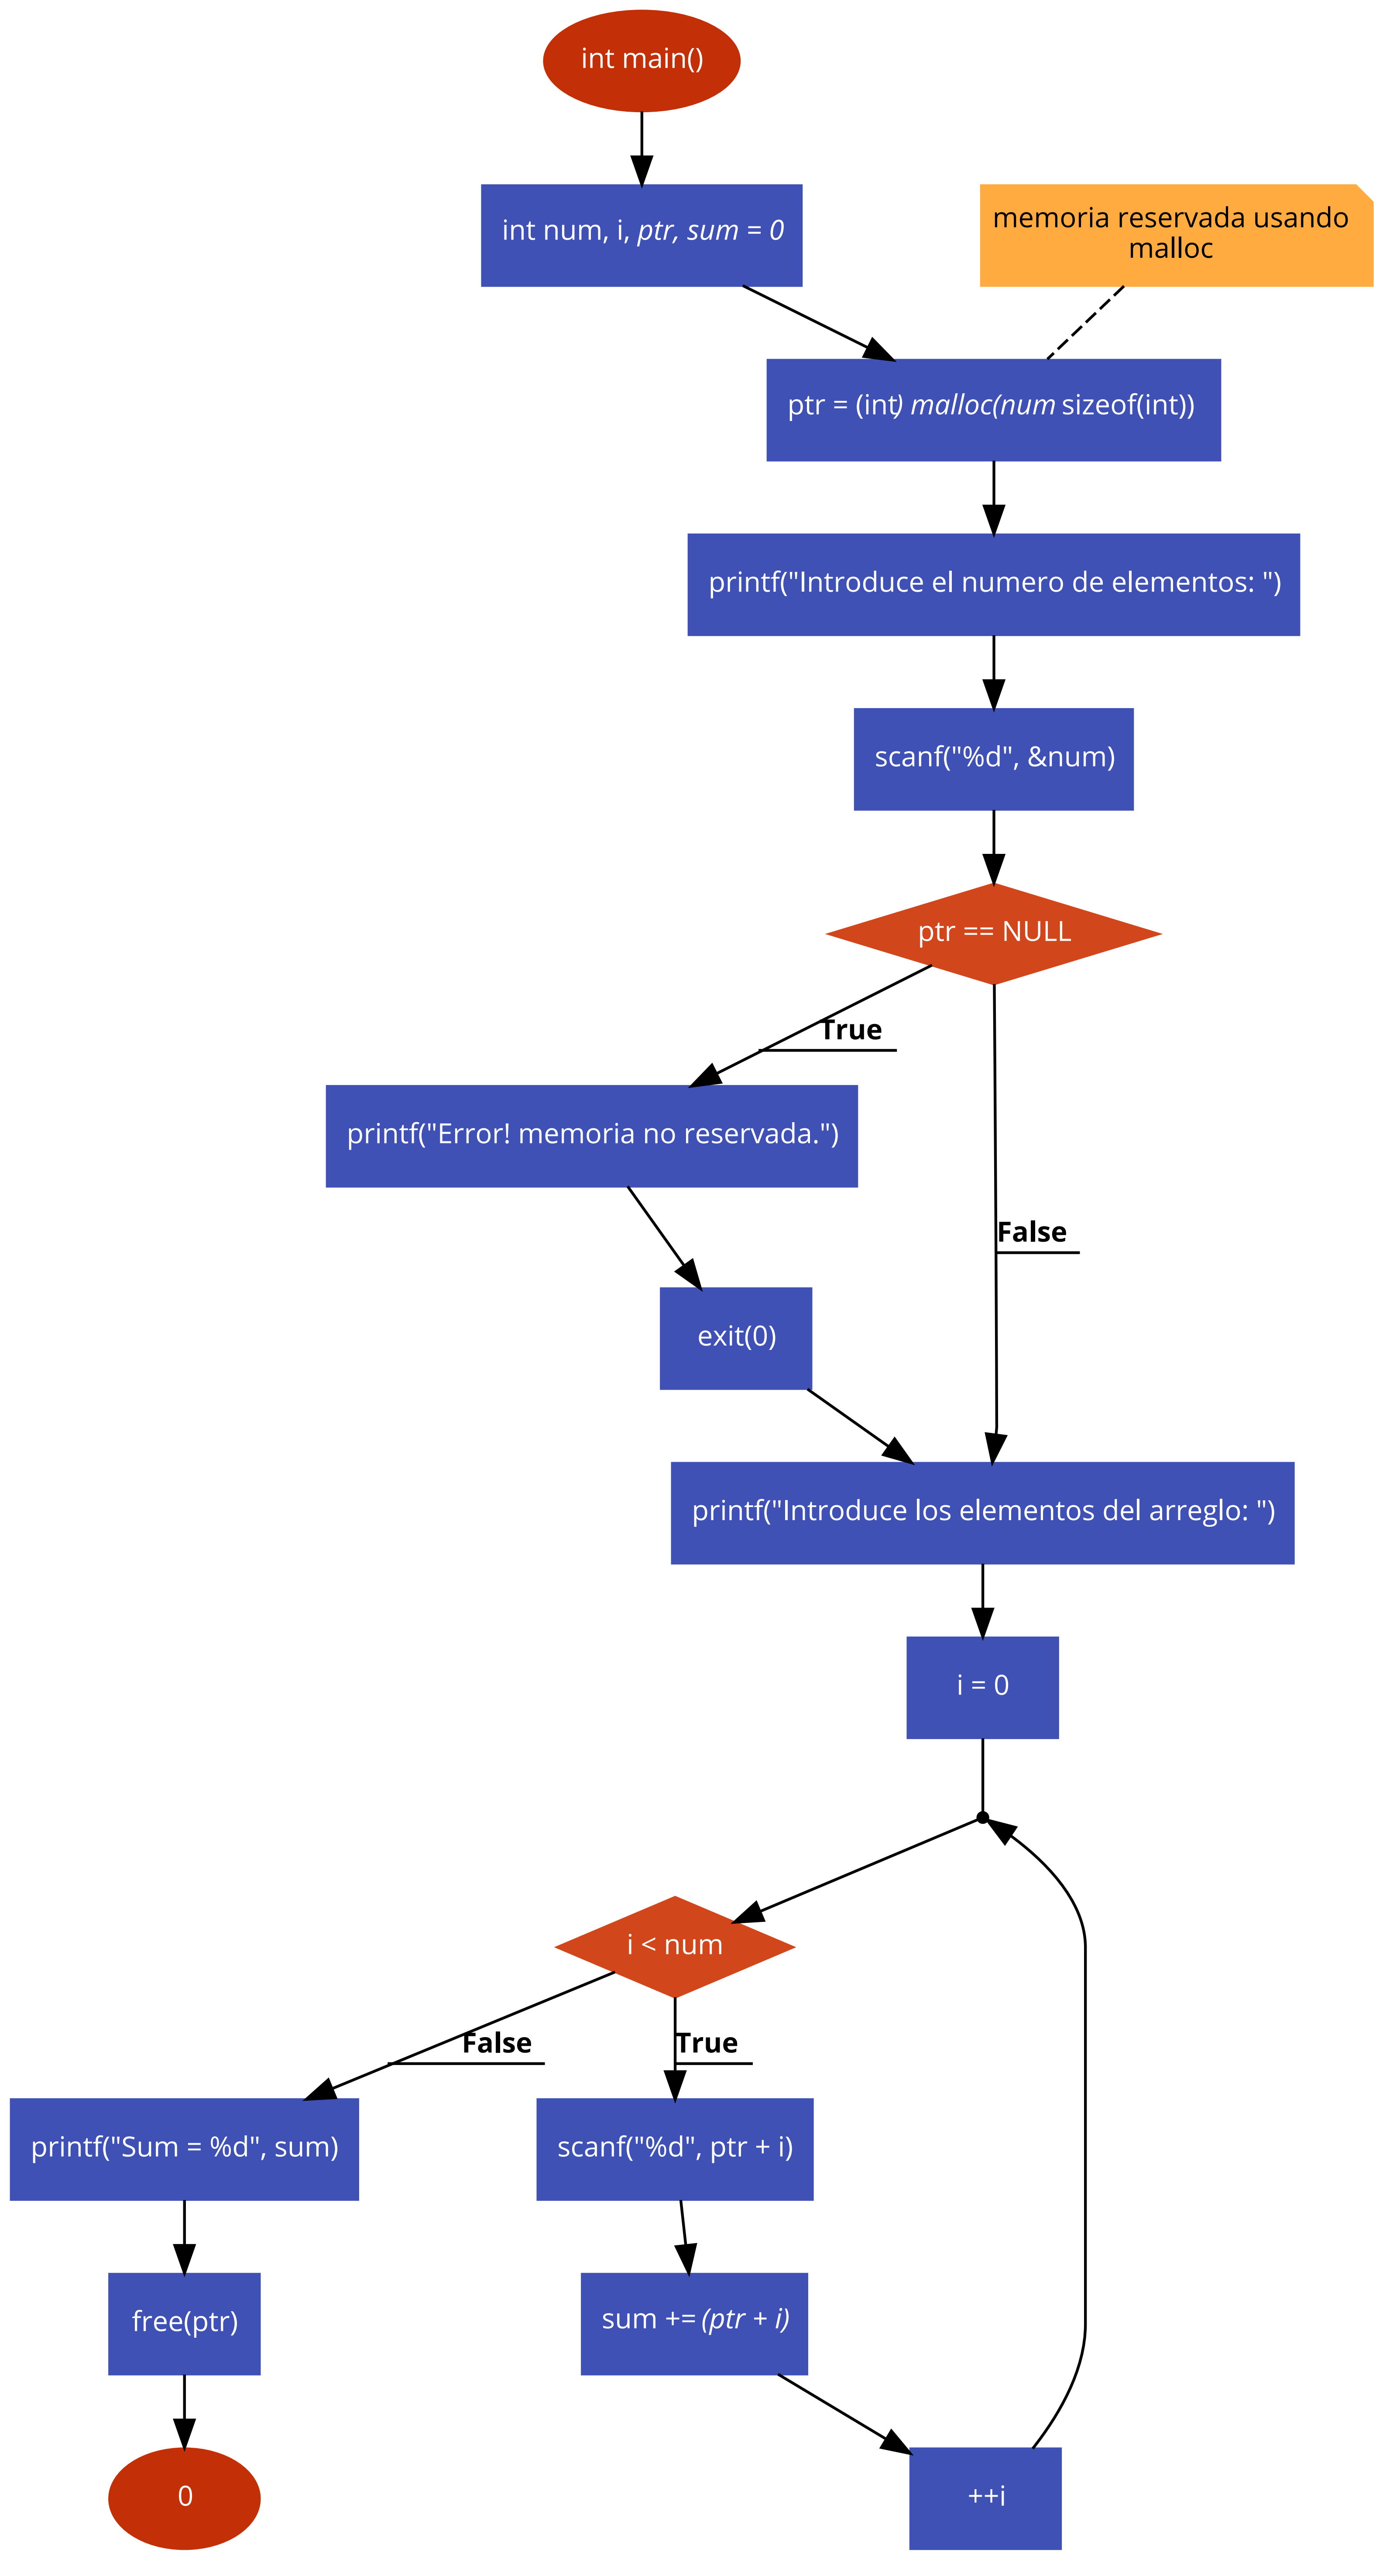 int main()
int num, i, ptr, sum = 0
memoria reservada usando
malloc
ptr = (int) malloc(num sizeof(int))
printf("Introduce el numero de elementos: ")
scanf("%d", &num)
ptr == NULL
True
printf("Error! memoria no reservada.")
False
exit(0)
printf("Introduce los elementos del arreglo: ")
i = 0
i < num
False
True
printf("Sum = %d", sum)
scanf("%d", ptr + i)
free(ptr)
sum += (ptr + i)
0
++i